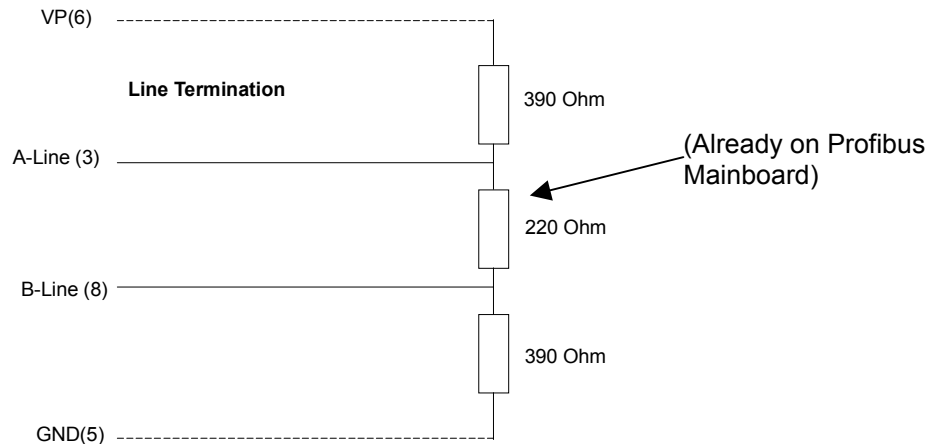 VP(6)
Line Termination
390 Ohm
A-Line (3)
(Already on Profibus
Mainboard)
220 Ohm
B-Line (8)
390 Ohm
GND(5)